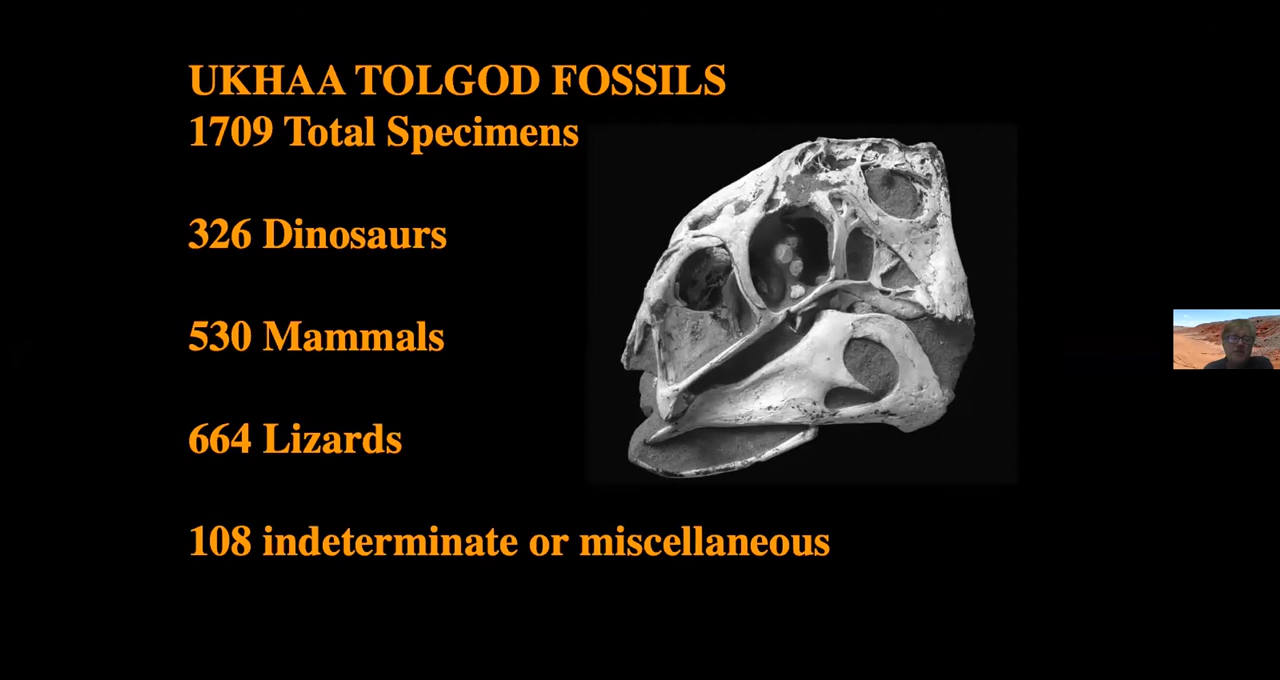 UKHAA TOLGOD FOSSILS
1709 Total Specimens
326 Dinosaurs
530 Mammals
664 Lizards
108 indeterminate or miscellaneous